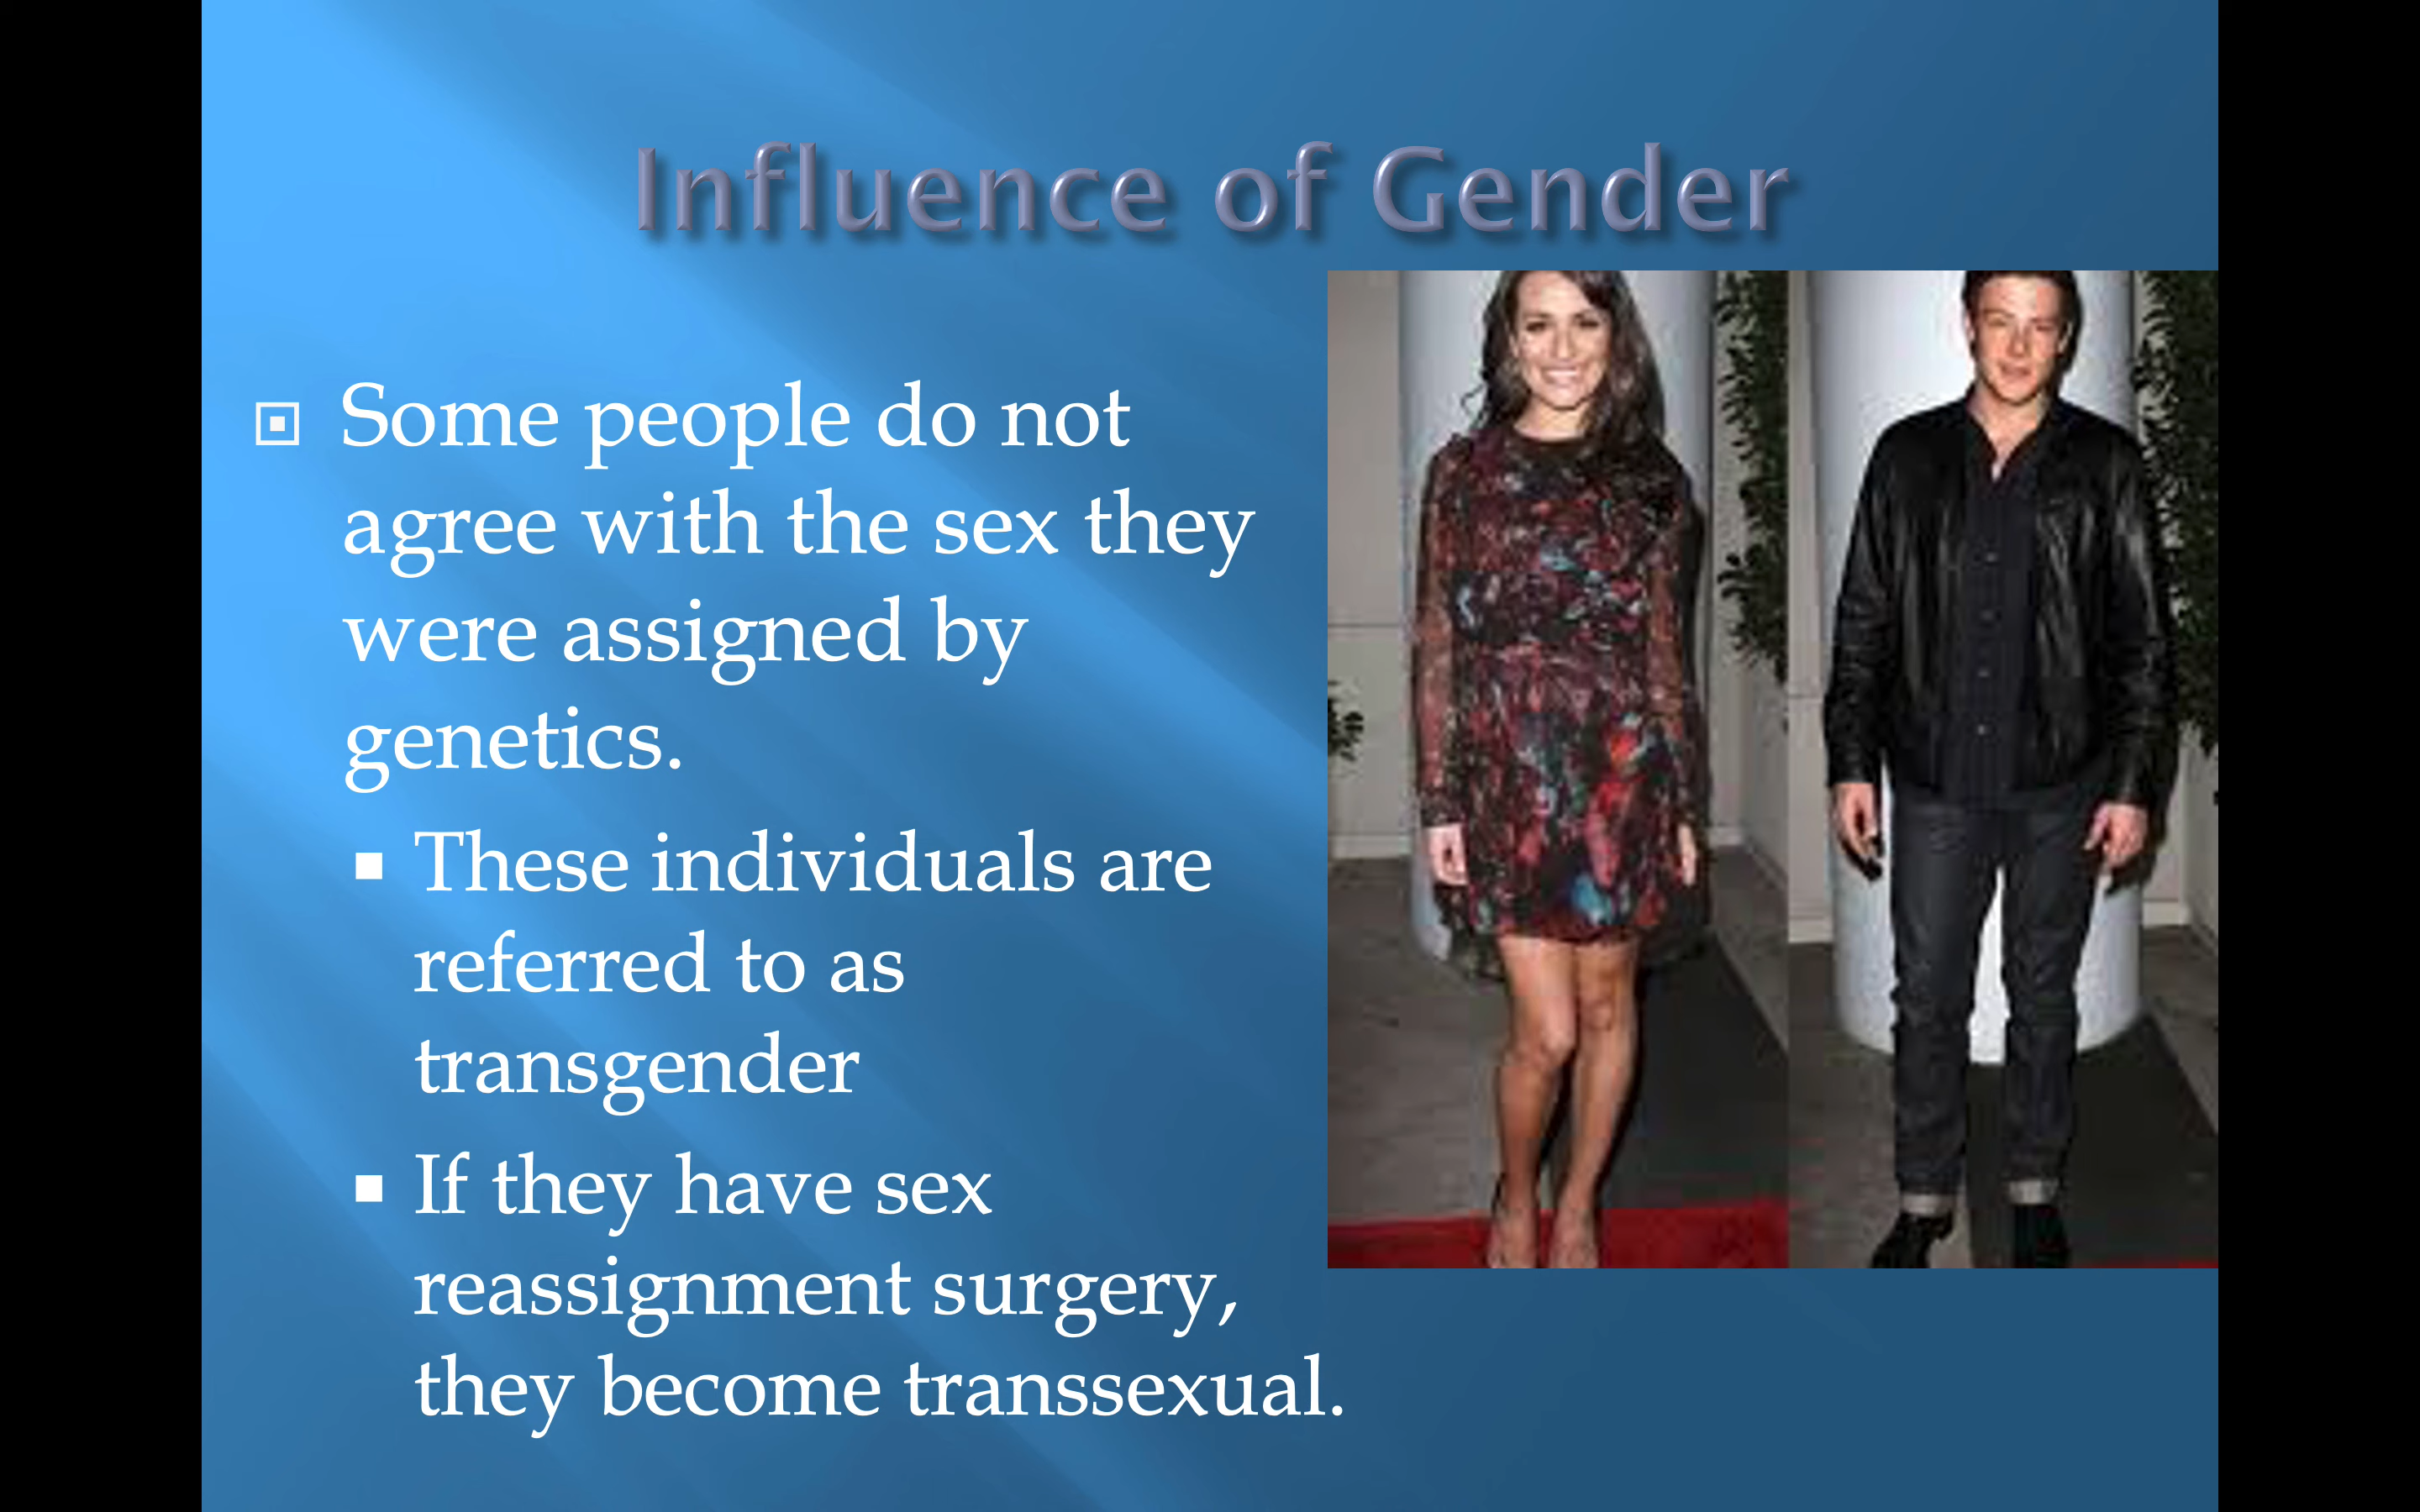 Influence of Gender
Some people do not
agree with the sex they
were assigned by
genetics.
These individuals are
referred to as
transgender
If they have sex
reassignment surgery,
they become transsexual.